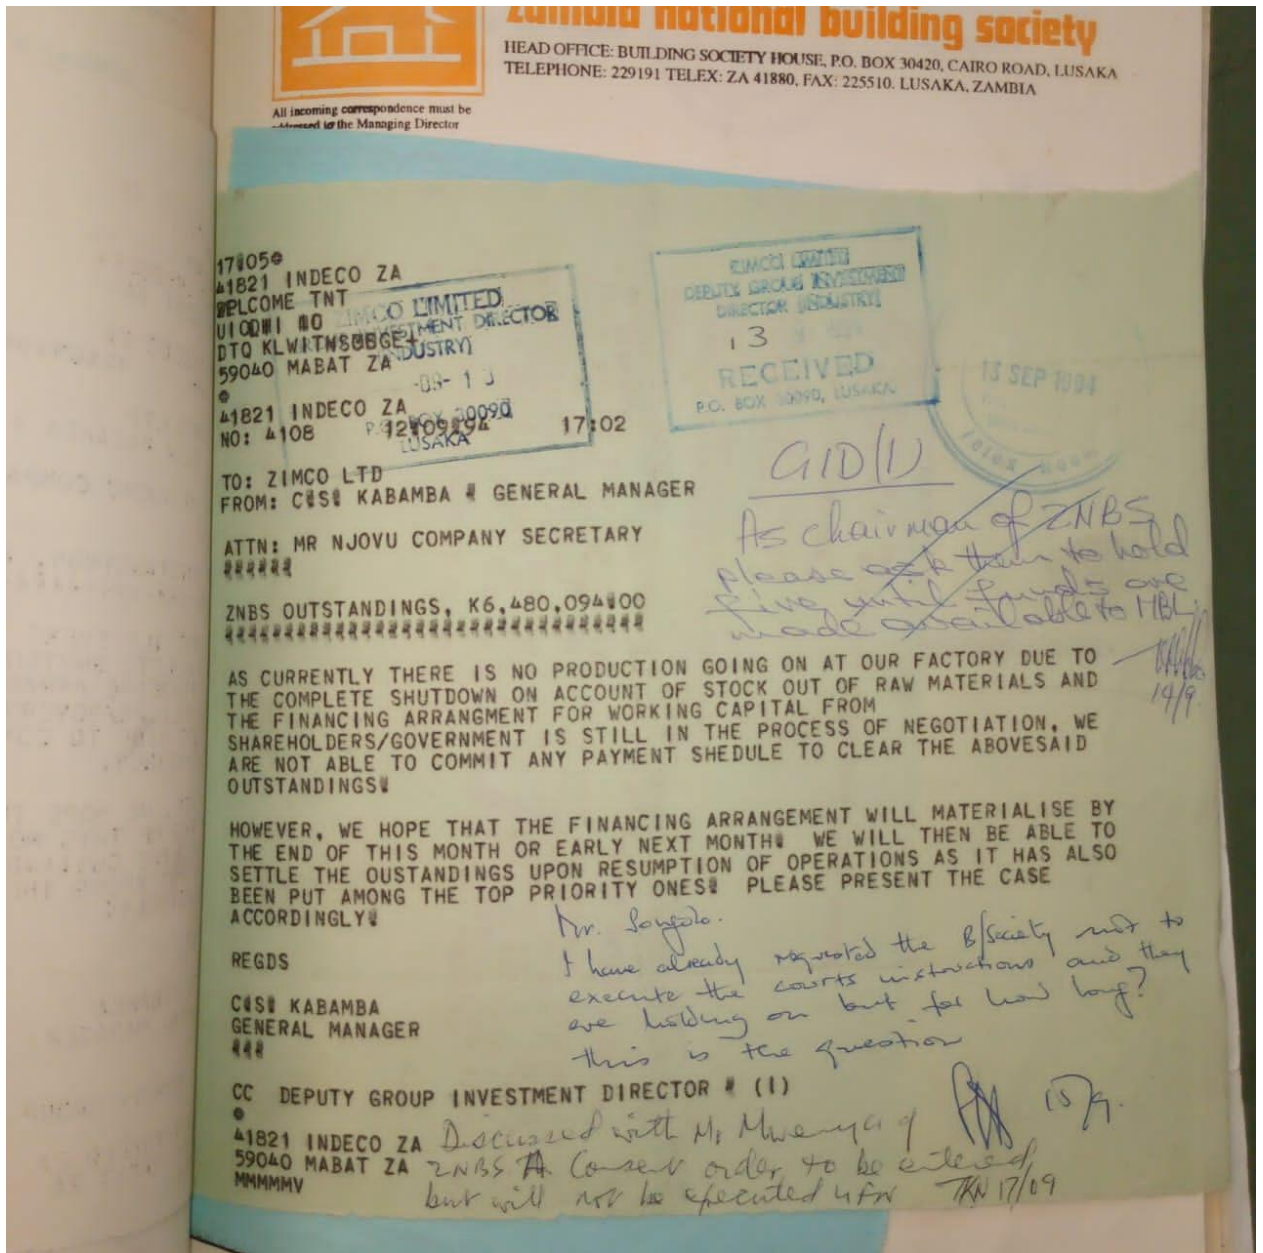 zambia national building society
HEAD OFFICE: BUILDING SOCIETY HOUSE, P.O. BOX 30420, CAIRO ROAD, LUSAKA
TELEPHONE: 229191 TELEX: ZA 41880, FAX: 225510. LUSAKA, ZAMBIA
All incoming correspondence must be
addressed to the Managing Director
41821 INDECO ZA
59040 MABAT ZA
41821 INDECO ZA
NO: 4108 12 09 94 17:02
ZIMCO LIMITED
INVESTMENT DIRECTOR
(INDUSTRY)
P.O. BOX 30090
LUSAKA
ZIMCO LIMITED
DEPUTY GROUP INVESTMENT
DIRECTOR (INDUSTRY)
13
RECEIVED
P.O. BOX 30090, LUSAKA
13 SEP 1994
TO: ZIMCO LTD
FROM: C S KABAMBA GENERAL MANAGER
ATTN: MR NJOVU COMPANY SECRETARY
GID(I)
As chairman of ZNBS
please ask them to hold
until funds are
made available to MBL.
14/9
ZNBS OUTSTANDINGS, K6,480,094 00
AS CURRENTLY THERE IS NO PRODUCTION GOING ON AT OUR FACTORY DUE TO
THE COMPLETE SHUTDOWN ON ACCOUNT OF STOCK OUT OF RAW MATERIALS AND
THE FINANCING ARRANGMENT FOR WORKING CAPITAL FROM
SHAREHOLDERS/GOVERNMENT IS STILL IN THE PROCESS OF NEGOTIATION, WE
ARE NOT ABLE TO COMMIT ANY PAYMENT SHEDULE TO CLEAR THE ABOVESAID
OUTSTANDINGS
HOWEVER, WE HOPE THAT THE FINANCING ARRANGEMENT WILL MATERIALISE BY
THE END OF THIS MONTH OR EARLY NEXT MONTH WE WILL THEN BE ABLE TO
SETTLE THE OUSTANDINGS UPON RESUMPTION OF OPERATIONS AS IT HAS ALSO
BEEN PUT AMONG THE TOP PRIORITY ONES PLEASE PRESENT THE CASE
ACCORDINGLY
REGDS
C S KABAMBA
GENERAL MANAGER
Mr. Songolo.
I have already requested the B/Society not to
execute the courts instructions and they
are holding on but for how long?
this is the question
15/9.
CC DEPUTY GROUP INVESTMENT DIRECTOR (I)
41821 INDECO ZA
59040 MABAT ZA
MMMMMV
Discussed with Mr Mwenya of
ZNBS A Consent order to be entered
but will not be executed TKN 17/09